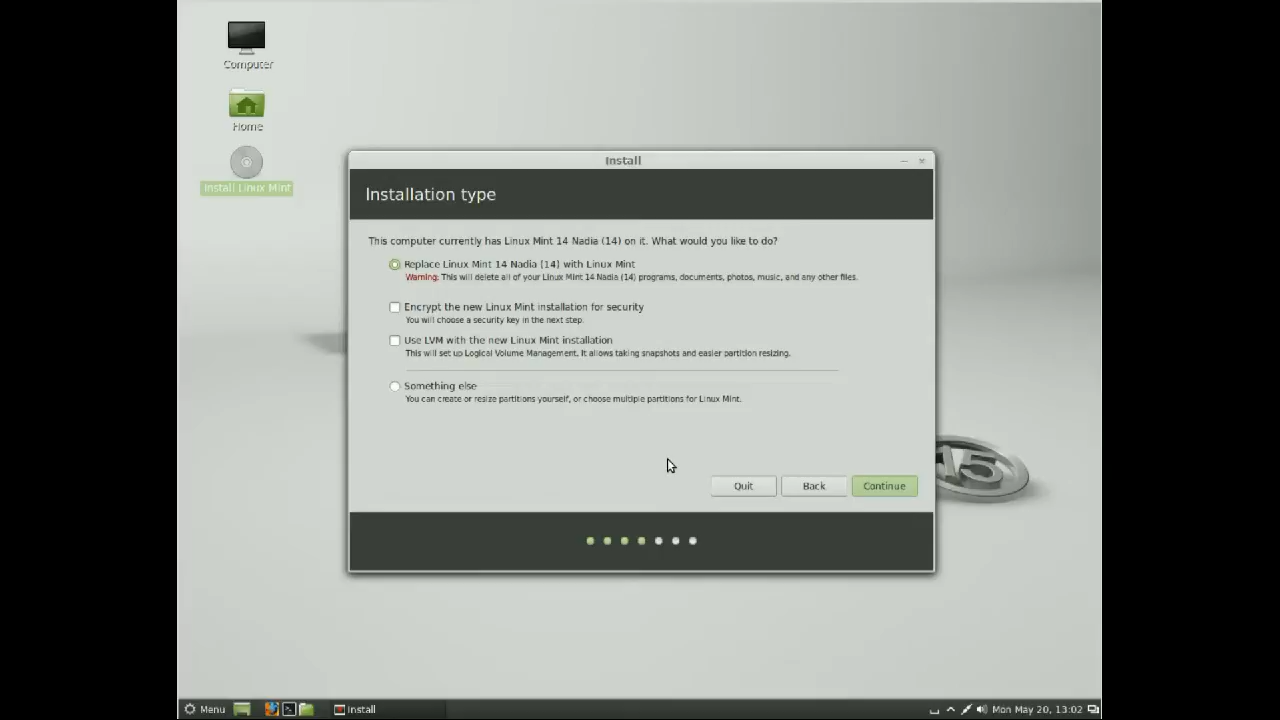 Computer
Home
Install Linux Mint
Install
Installation type
This computer currently has Linux Mint 14 Nadia (14) on it. What would you like to do?
Replace Linux Mint 14 Nadia (14) with Linux Mint
Warning: This will delete all of your Linux Mint 14 Nadia (14) programs, documents, photos, music, and any other files.
Encrypt the new Linux Mint installation for security
You will choose a security key in the next step.
Use LVM with the new Linux Mint installation
This will set up Logical Volume Management. It allows taking snapshots and easier partition resizing.
Something else
You can create or resize partitions yourself, or choose multiple partitions for Linux Mint.
Quit
Back
Continue
15
Menu
Install
Mon May 20, 13:02